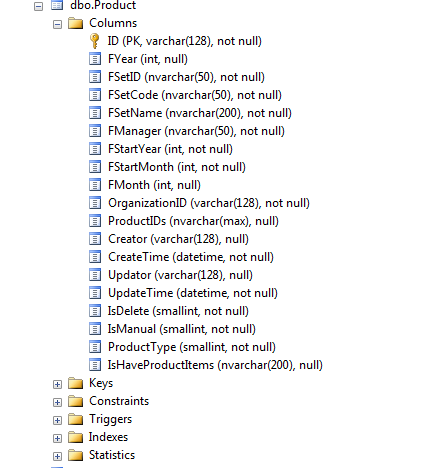 dbo.Product
Columns
ID (PK, varchar(128), not null)
FYear (int, null)
FSetID (nvarchar(50), not null)
FSetCode (nvarchar(50), not null)
FSetName (nvarchar(200), not null)
FManager (nvarchar(50), not null)
FStartYear (int, not null)
FStartMonth (int, not null)
FMonth (int, null)
OrganizationID (varchar(128), not null)
ProductIDs (nvarchar(max), null)
Creator (varchar(128), null)
CreateTime (datetime, not null)
Updator (varchar(128), null)
UpdateTime (datetime, not null)
IsDelete (smallint, not null)
IsManual (smallint, not null)
ProductType (smallint, not null)
IsHaveProductItems (nvarchar(200), null)
Keys
Constraints
Triggers
Indexes
Statistics